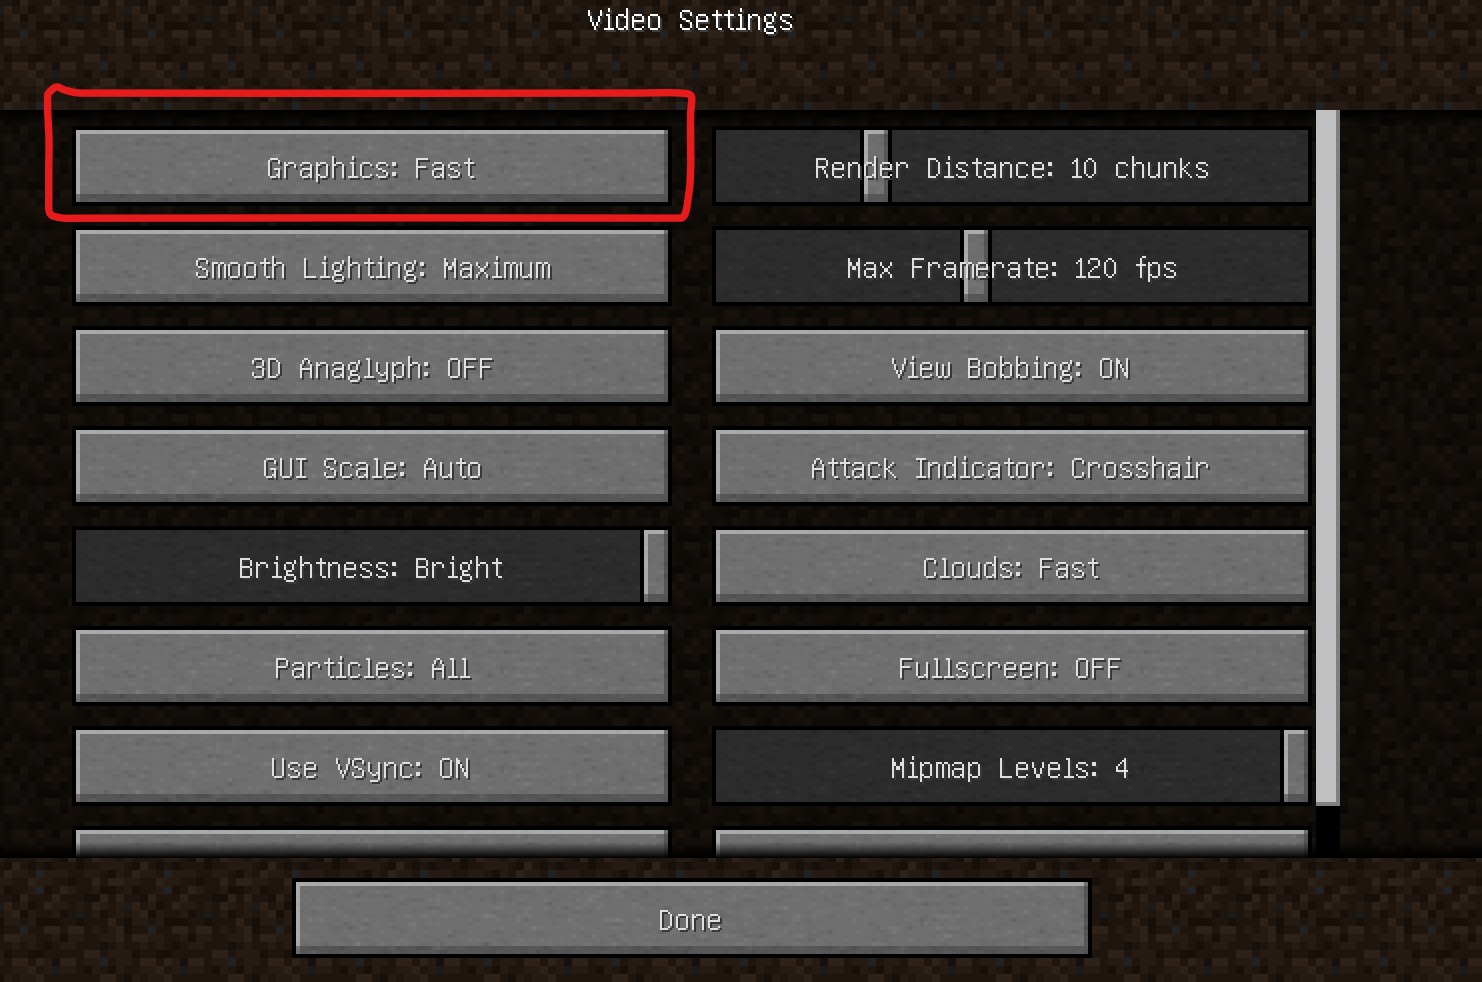 Video Settings
Graphics: Fast
Render Distance: 10 chunks
Smooth Lighting: Maximum
Max Framerate: 120 fps
3D Anaglyph: OFF
View Bobbing: ON
GUI Scale: Auto
Attack Indicator: Crosshair
Brightness: Bright
Clouds: Fast
Particles: All
Fullscreen: OFF
Use VSync: ON
Mipmap Levels: 4
Done